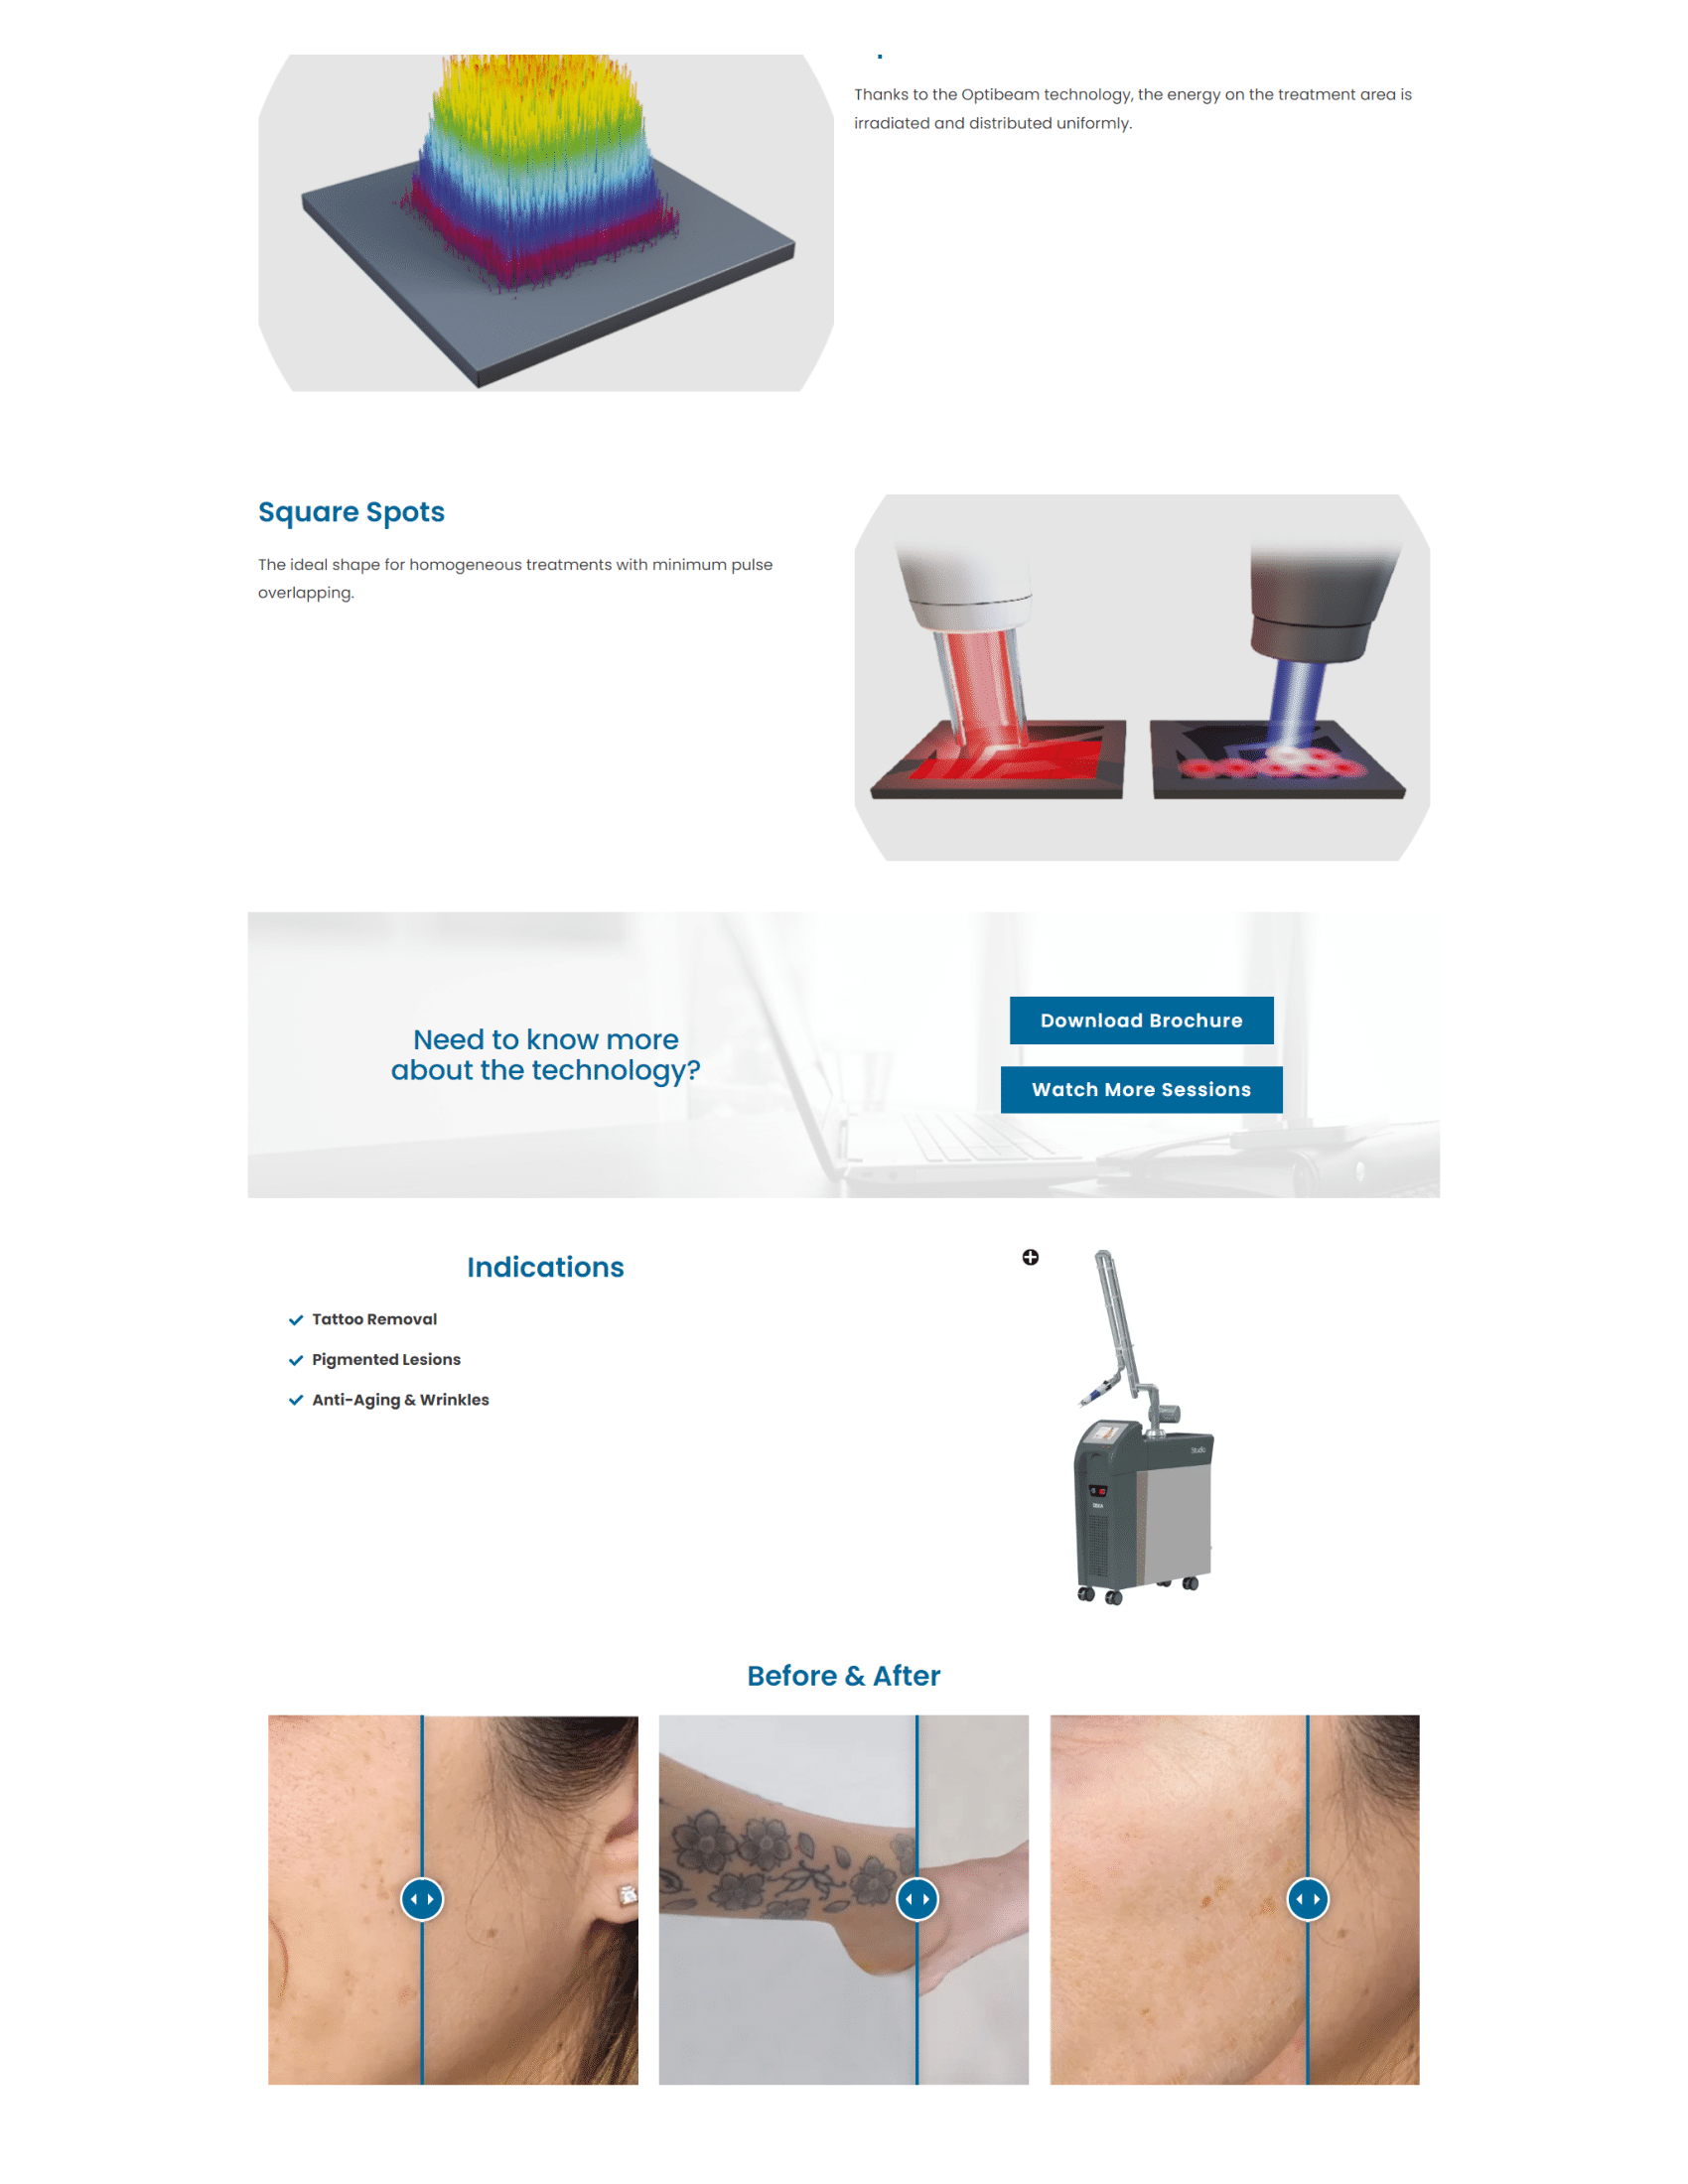 Thanks to the Optibeam technology, the energy on the treatment area is
irradiated and distributed uniformly.
Square Spots
The ideal shape for homogeneous treatments with minimum pulse
overlapping.
Need to know more
about the technology?
Download Brochure
Watch More Sessions
Indications
Tattoo Removal
Pigmented Lesions
Anti-Aging & Wrinkles
Studio
DEKA
Before & After